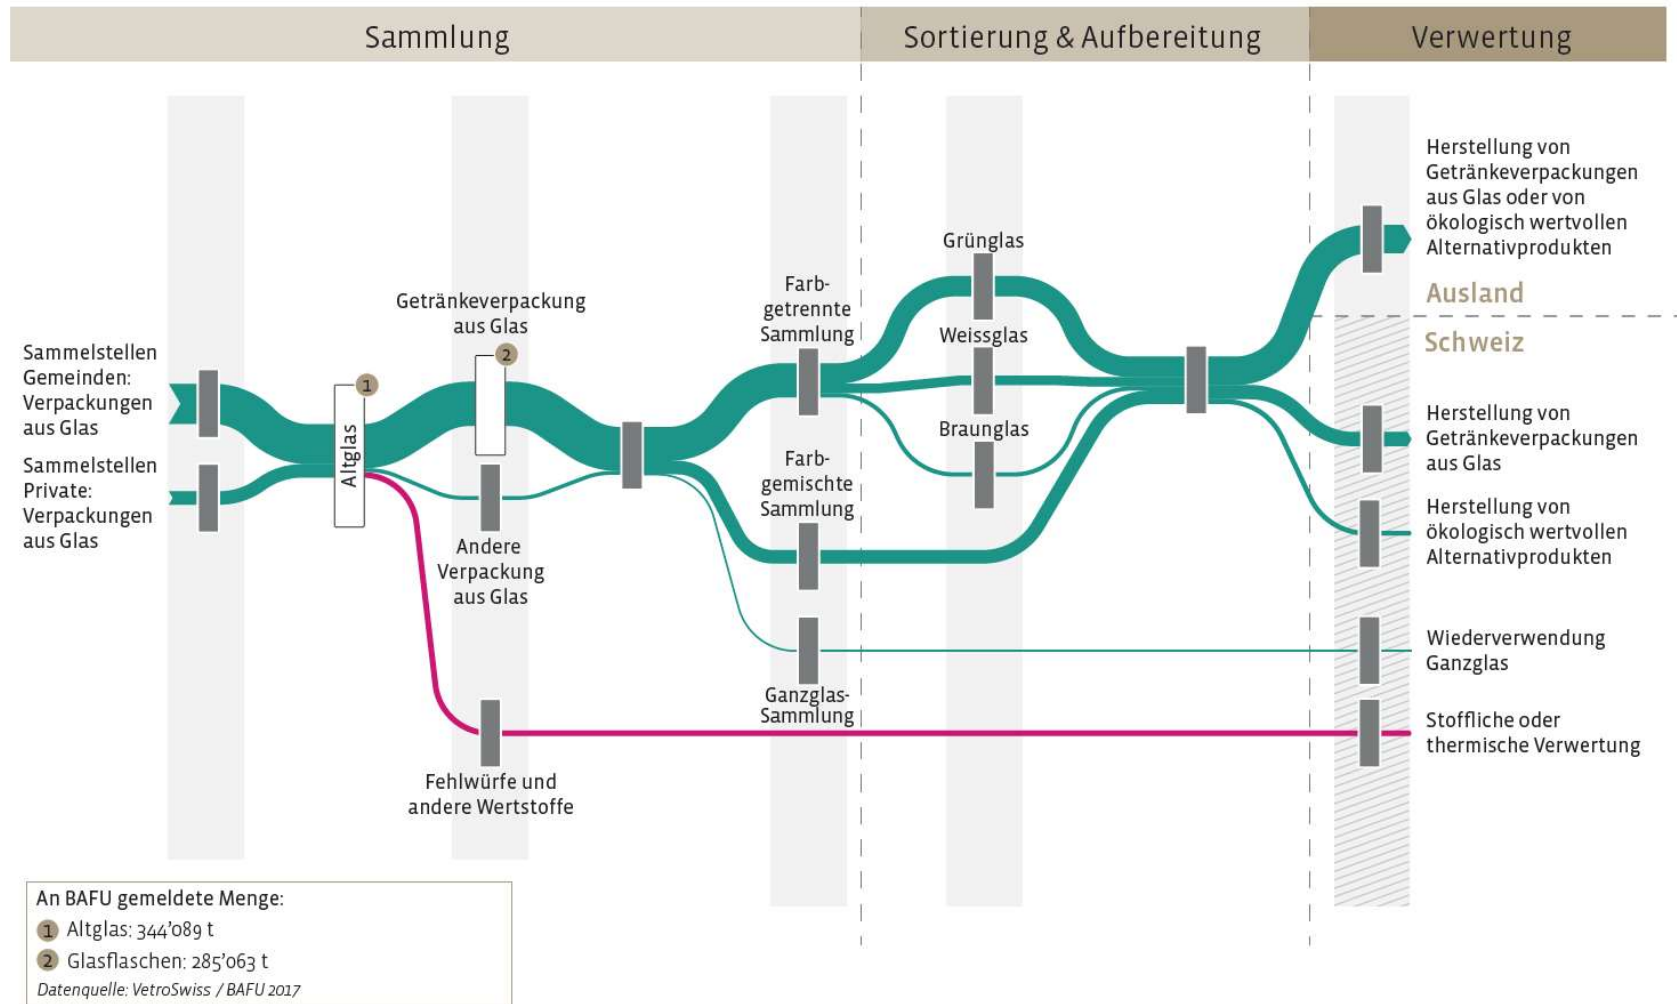 Sammlung
Sortierung & Aufbereitung
Verwertung
Sammelstellen
Gemeinden:
Verpackungen
aus Glas
Sammelstellen
Private:
Verpackungen
aus Glas
Altglas
1
Getränkeverpackung
aus Glas
2
Andere
Verpackung
aus Glas
Fehlwürfe und
andere Wertstoffe
Farb-
getrennte
Sammlung
Farb-
gemischte
Sammlung
Ganzglas-
Sammlung
Grünglas
Weissglas
Braunglas
Herstellung von
Getränkeverpackungen
aus Glas oder von
ökologisch wertvollen
Alternativprodukten
Ausland
Schweiz
Herstellung von
Getränkeverpackungen
aus Glas
Herstellung von
ökologisch wertvollen
Alternativprodukten
Wiederverwendung
Ganzglas
Stoffliche oder
thermische Verwertung
An BAFU gemeldete Menge:
1 Altglas: 344'089 t
2 Glasflaschen: 285'063 t
Datenquelle: VetroSwiss / BAFU 2017